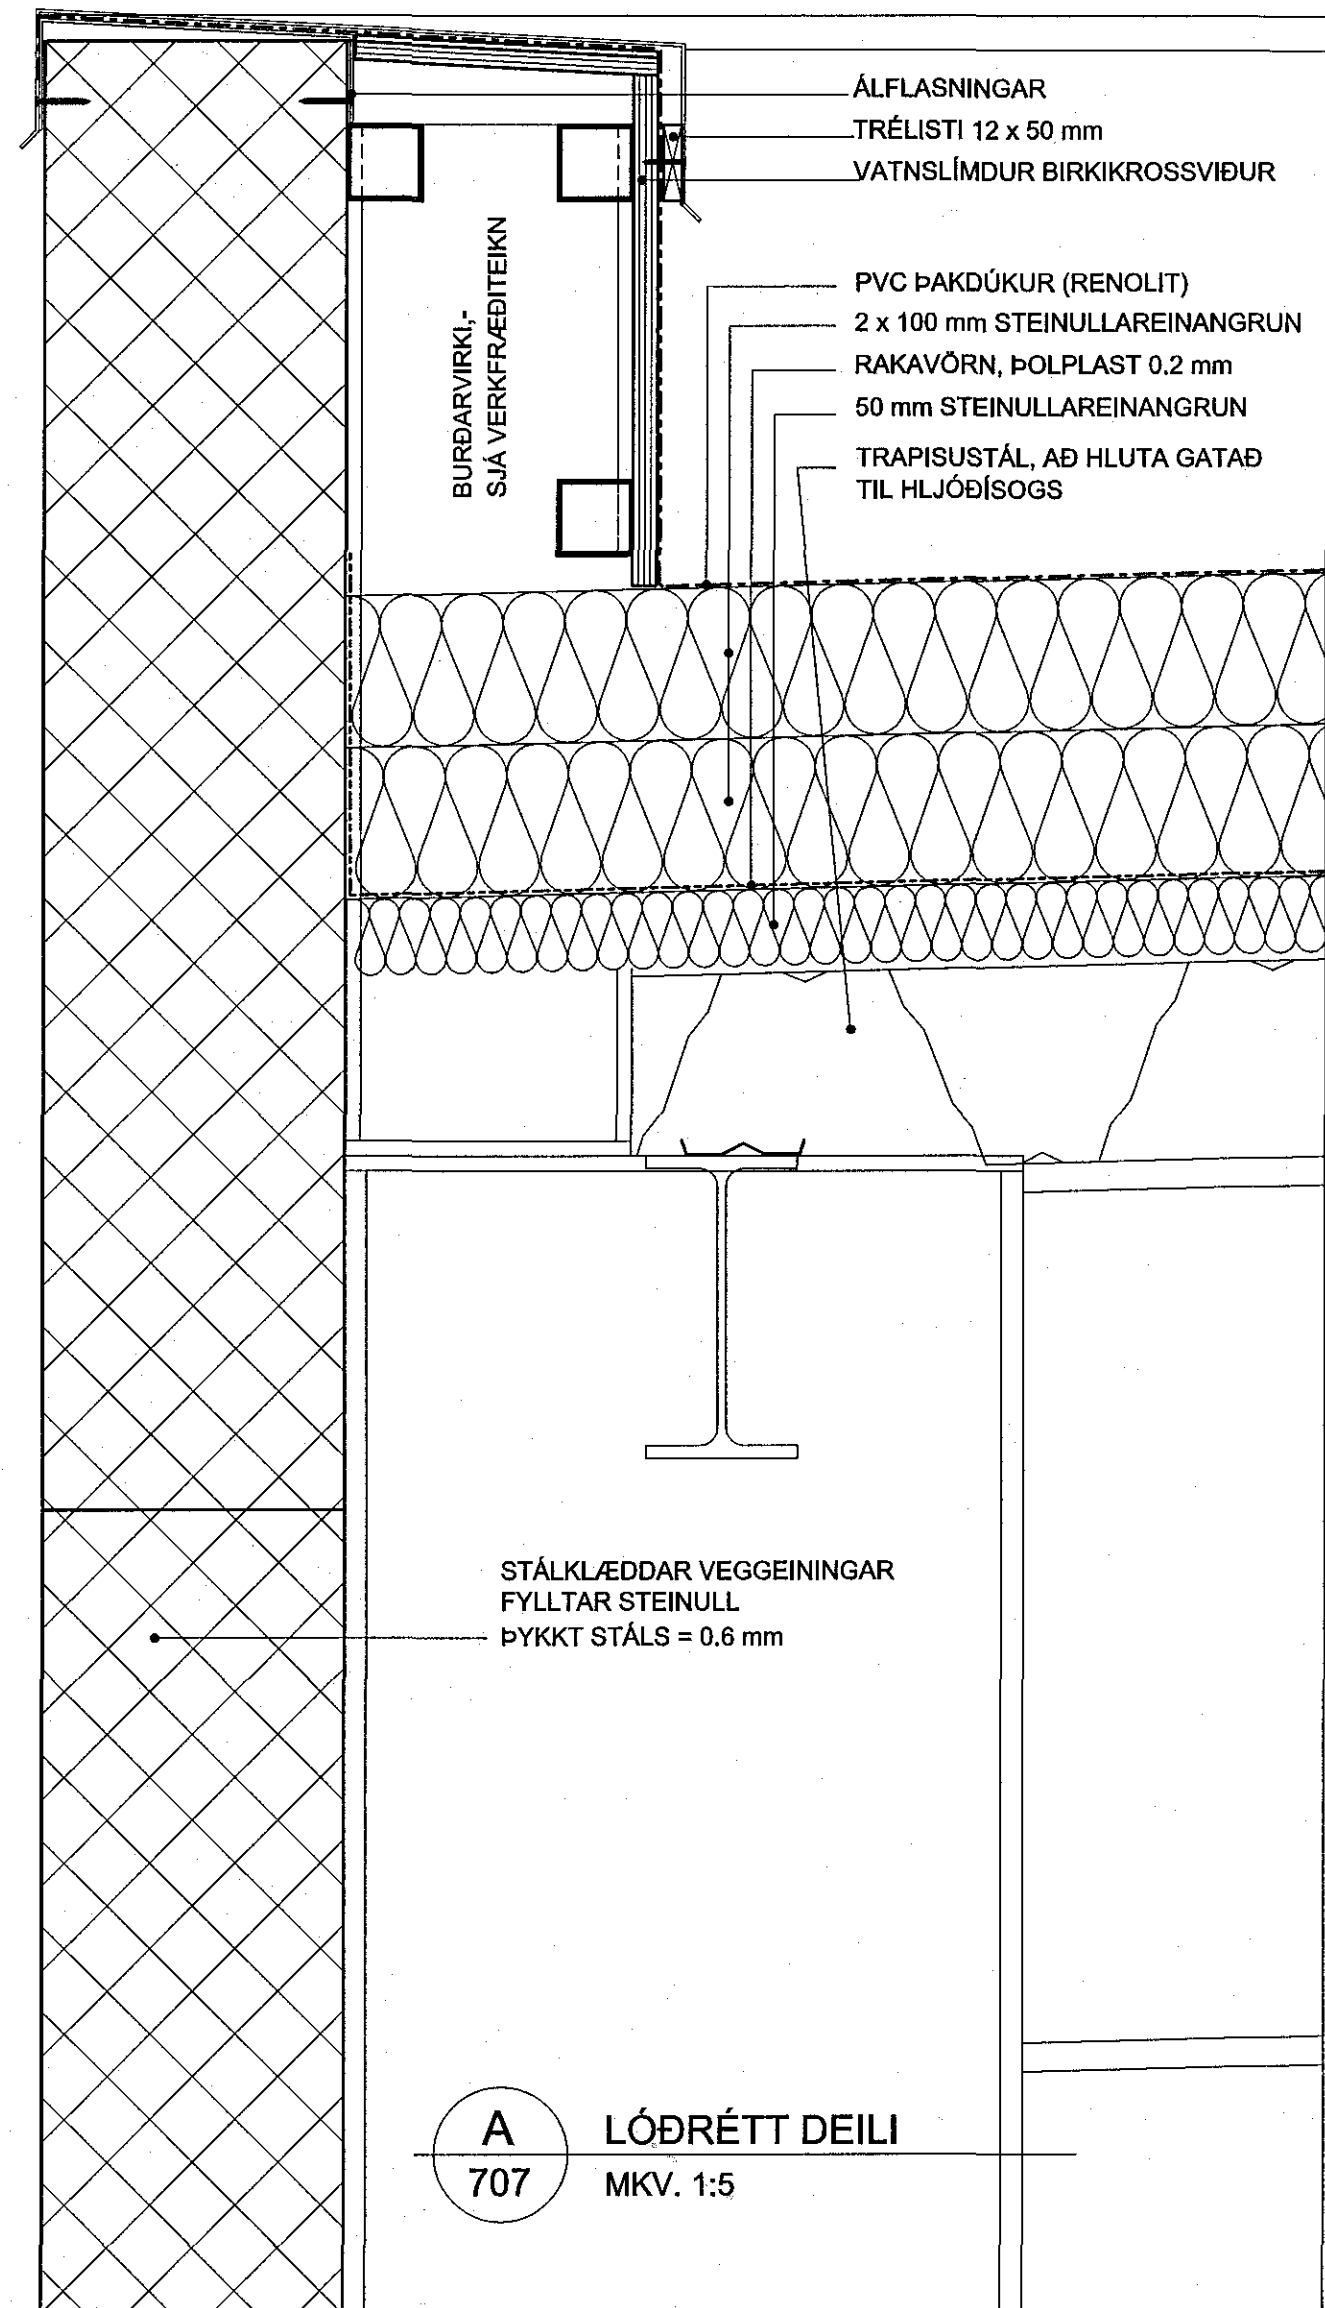 ÁLFLASNINGAR
TRÉLISTI 12 x 50 mm
VATNSLÍMDUR BIRKIKROSSVIÐUR
BURÐARVIRKI,-
SJÁ VERKFRÆÐITEIKN
PVC ÞAKDÚKUR (RENOLIT)
2 x 100 mm STEINULLAREINANGRUN
RAKAVÖRN, ÞOLPLAST 0.2 mm
50 mm STEINULLAREINANGRUN
TRAPISUSTÁL, AÐ HLUTA GATAÐ
TIL HLJÓÐÍSOGS
STÁLKLÆDDAR VEGGEININGAR
FYLLTAR STEINULL
ÞYKKT STÁLS = 0.6 mm
A
707
LÓÐRÉTT DEILI
MKV. 1:5